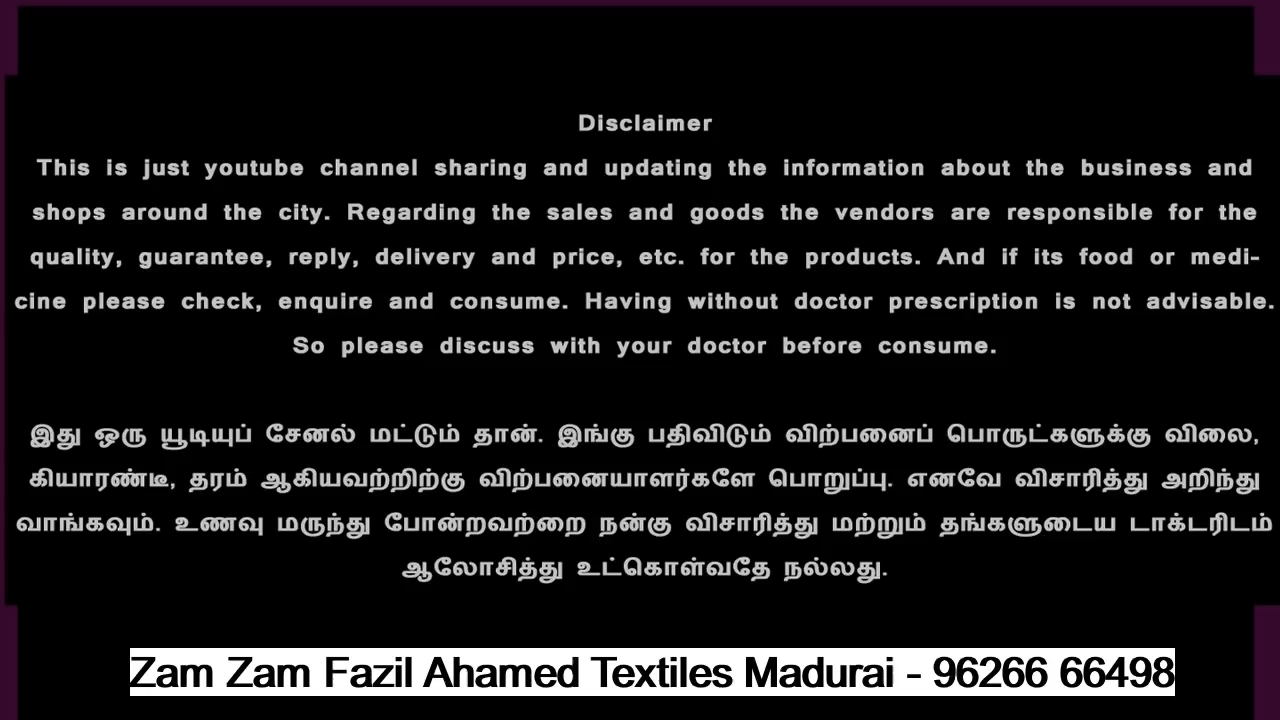 Disclaimer
This is just youtube channel sharing and updating the information about the business and
shops around the city. Regarding the sales and goods the vendors are responsible for the
quality, guarantee, reply, delivery and price, etc. for the products. And if its food or medi-
cine please check, enquire and consume. Having without doctor prescription is not advisable.
So please discuss with your doctor before consume.
இது ஒரு யூடியுப் சேனல் மட்டும் தான். இங்கு பதிவிடும் விற்பனைப் பொருட்களுக்கு விலை,
கியாரண்டீ, தரம் ஆகியவற்றிற்கு விற்பனையாளர்களே பொறுப்பு. எனவே விசாரித்து அறிந்து
வாங்கவும். உணவு மருந்து போன்றவற்றை நன்கு விசாரித்து மற்றும் தங்களுடைய டாக்டரிடம்
ஆலோசித்து உட்கொள்வதே நல்லது.
Zam Zam Fazil Ahamed Textiles Madurai - 96266 66498